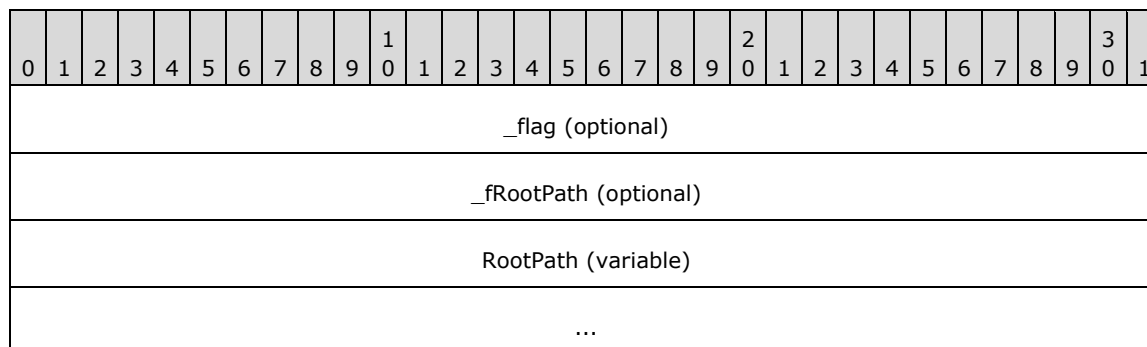 1 2 3
0 1 2 3 4 5 6 7 8 9 0 1 2 3 4 5 6 7 8 9 0 1 2 3 4 5 6 7 8 9 0 1
_flag (optional)
_fRootPath (optional)
RootPath (variable)
...